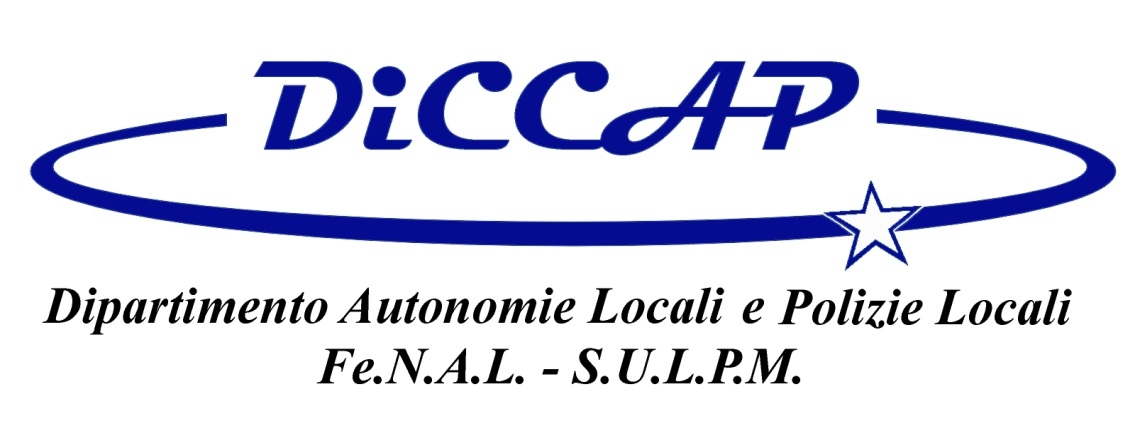 DiCCAP
Dipartimento Autonomie Locali e Polizie Locali
Fe.N.A.L. - S.U.L.P.M.